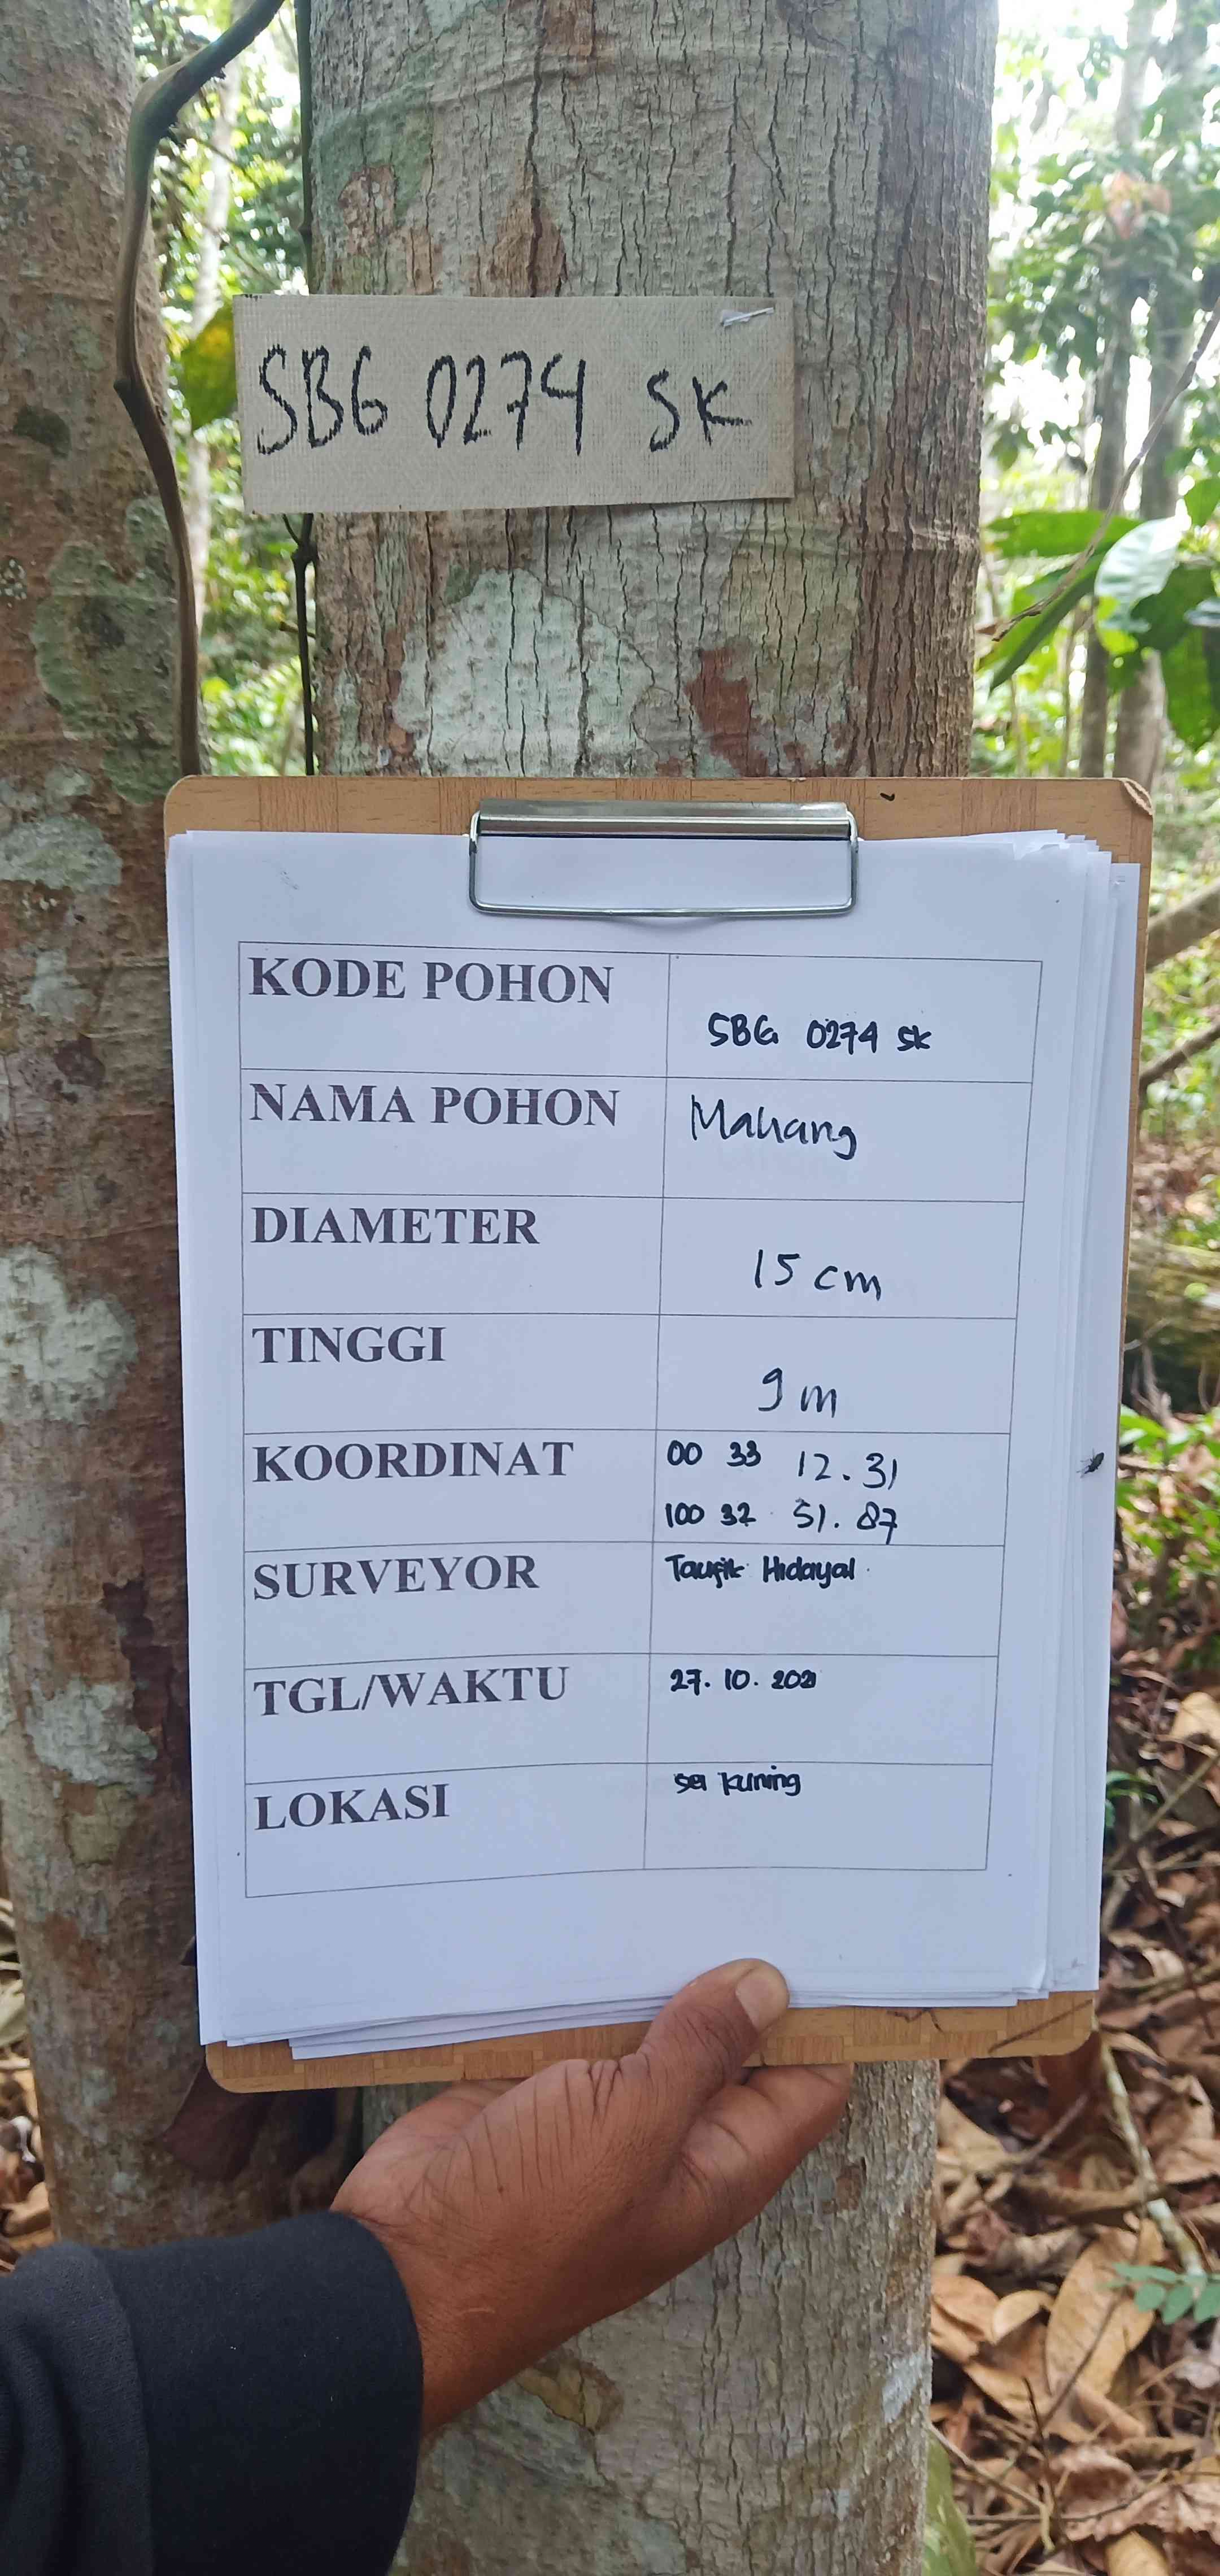 SBG 0274 SK
KODE POHON SBG 0274 SK
NAMA POHON Mahang
DIAMETER 15 cm
TINGGI 9 m
KOORDINAT 00 33 12.31
100 32 51.87
SURVEYOR Taufik Hidayat
TGL/WAKTU 27. 10.
LOKASI sei kuning